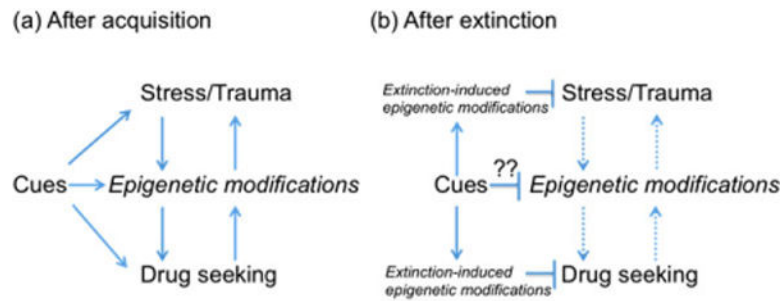 (a) After acquisition
Stress/Trauma
Cues
Epigenetic modifications
Drug seeking
(b) After extinction
Extinction-induced
epigenetic modifications
Stress/Trauma
??
Cues
Epigenetic modifications
Extinction-induced
epigenetic modifications
Drug seeking